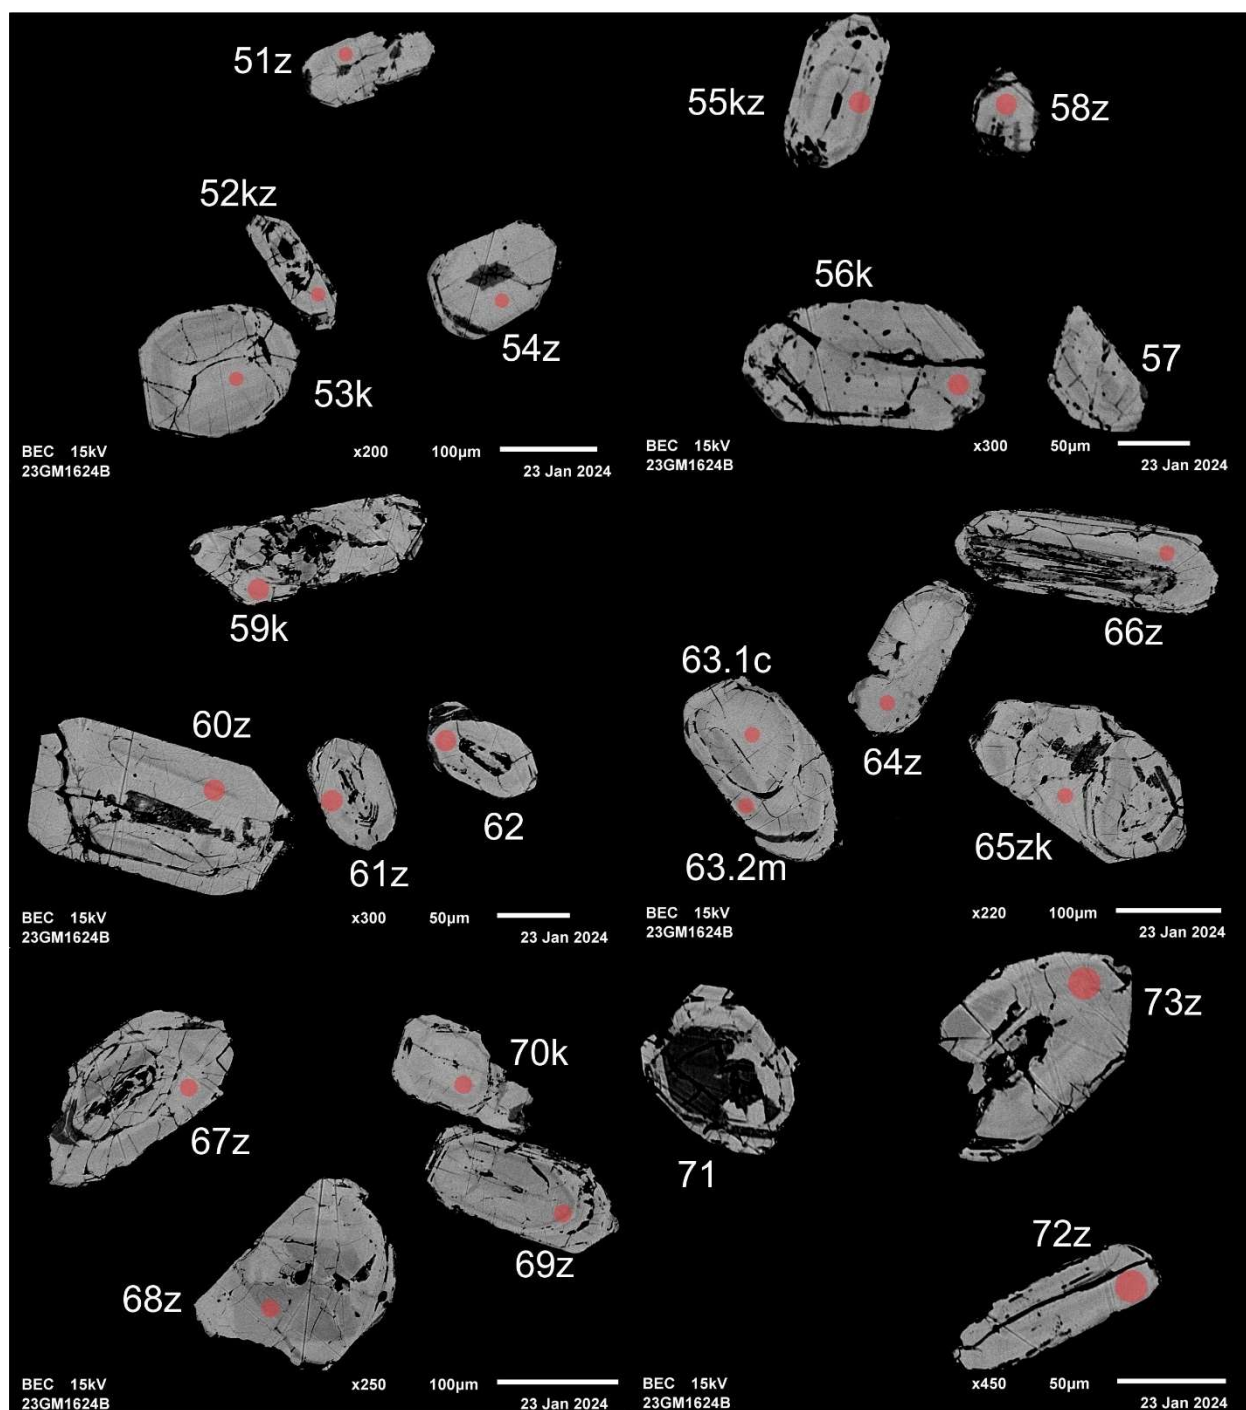 51z
52kz
54z
53k
BEC 15kV x200 100µm
23GM1624B 23 Jan 2024
55kz
58z
56k
57
BEC 15kV x300 50µm
23GM1624B 23 Jan 2024
59k
60z
61z
62
BEC 15kV x300 50µm
23GM1624B 23 Jan 2024
66z
63.1c
64z
65zk
63.2m
BEC 15kV x220 100µm
23GM1624B 23 Jan 2024
70k
67z
69z
68z
BEC 15kV x250 100µm
23GM1624B 23 Jan 2024
73z
71
72z
BEC 15kV x450 50µm
23GM1624B 23 Jan 2024